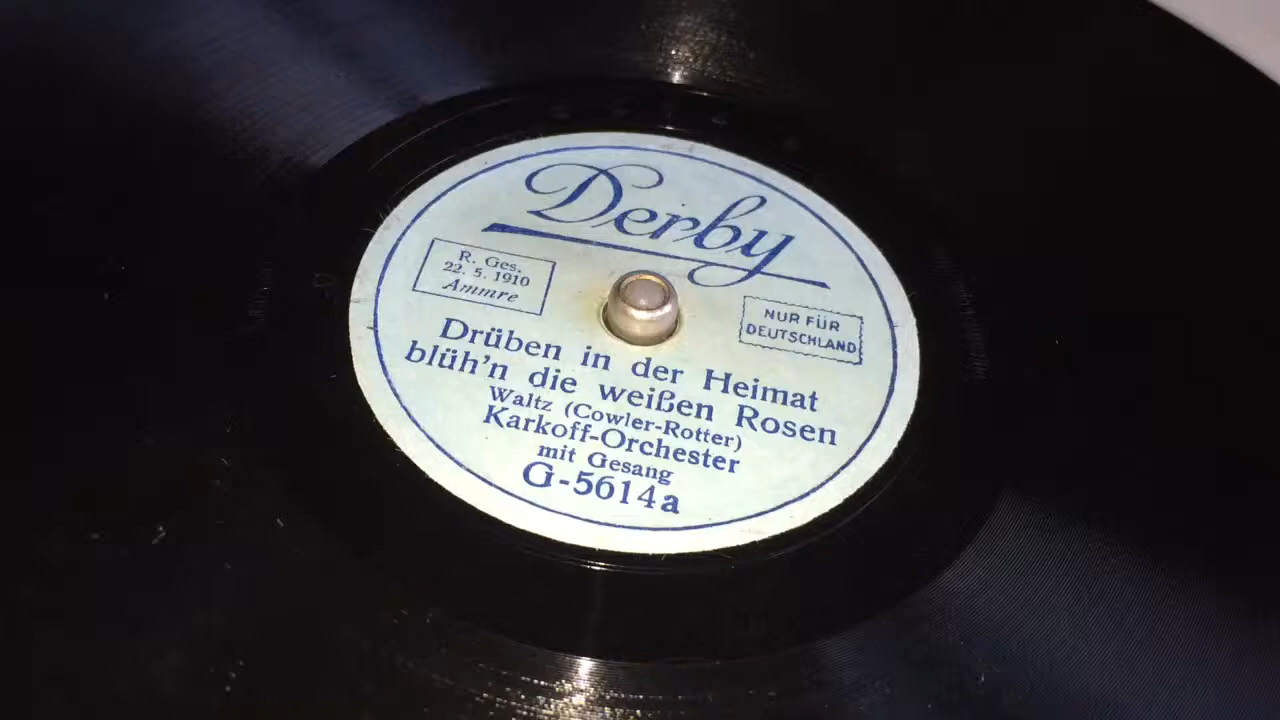 Derby
R. Ges.
22. 5. 1910
Ammre
NUR FÜR
DEUTSCHLAND
Drüben in der Heimat
blüh'n die weißen Rosen
Waltz (Cowler-Rotter)
Karkoff-Orchester
mit Gesang
G-5614a